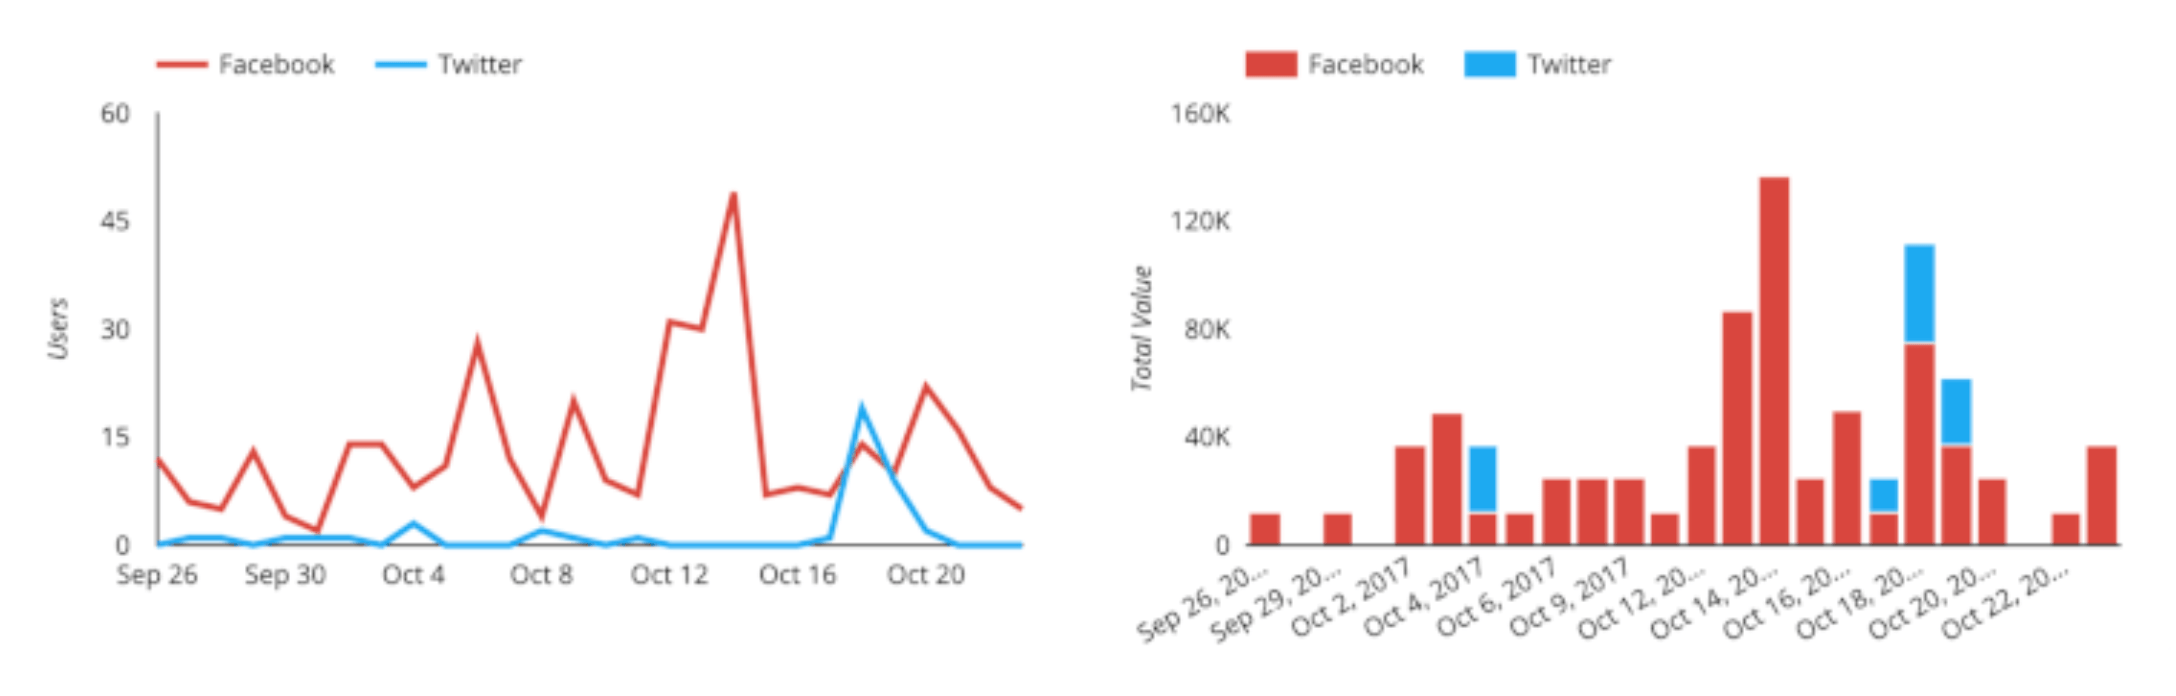 Facebook Twitter
60
45
30
15
0
Users
Sep 26 Sep 30 Oct 4 Oct 8 Oct 12 Oct 16 Oct 20
Facebook Twitter
160K
120K
80K
40K
0
Total Value
Sep 26, 20... Sep 29, 20... Oct 2, 2017 Oct 4, 2017 Oct 6, 2017 Oct 9, 2017 Oct 12, 20... Oct 14, 20... Oct 16, 20... Oct 18, 20... Oct 20, 20... Oct 22, 20...